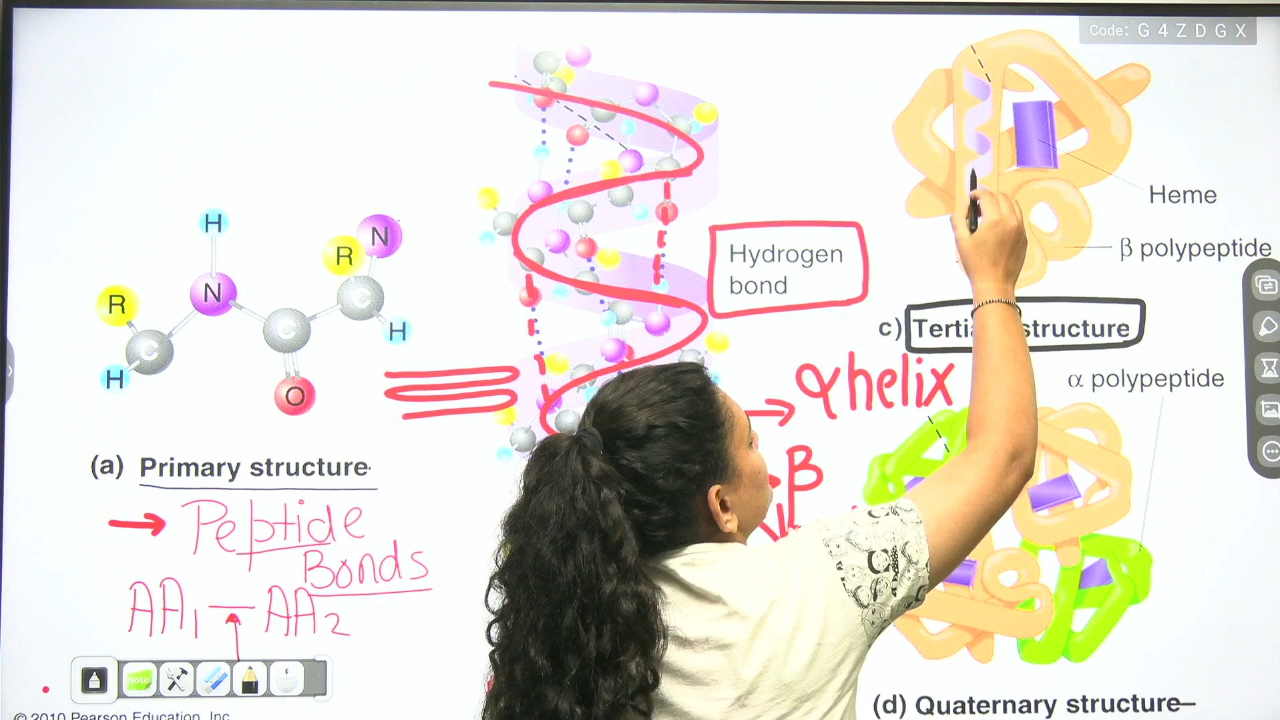 Code: G 4 Z D G X
H
R
N
R
N
C
C
C
H
H
O
(a) Primary structure
→ Peptide
Bonds
AA1 — AA2
© 2010 Pearson Education, Inc.
Hydrogen
bond
→ α helix
β
Heme
β polypeptide
c) structure
α polypeptide
(d) Quaternary structure